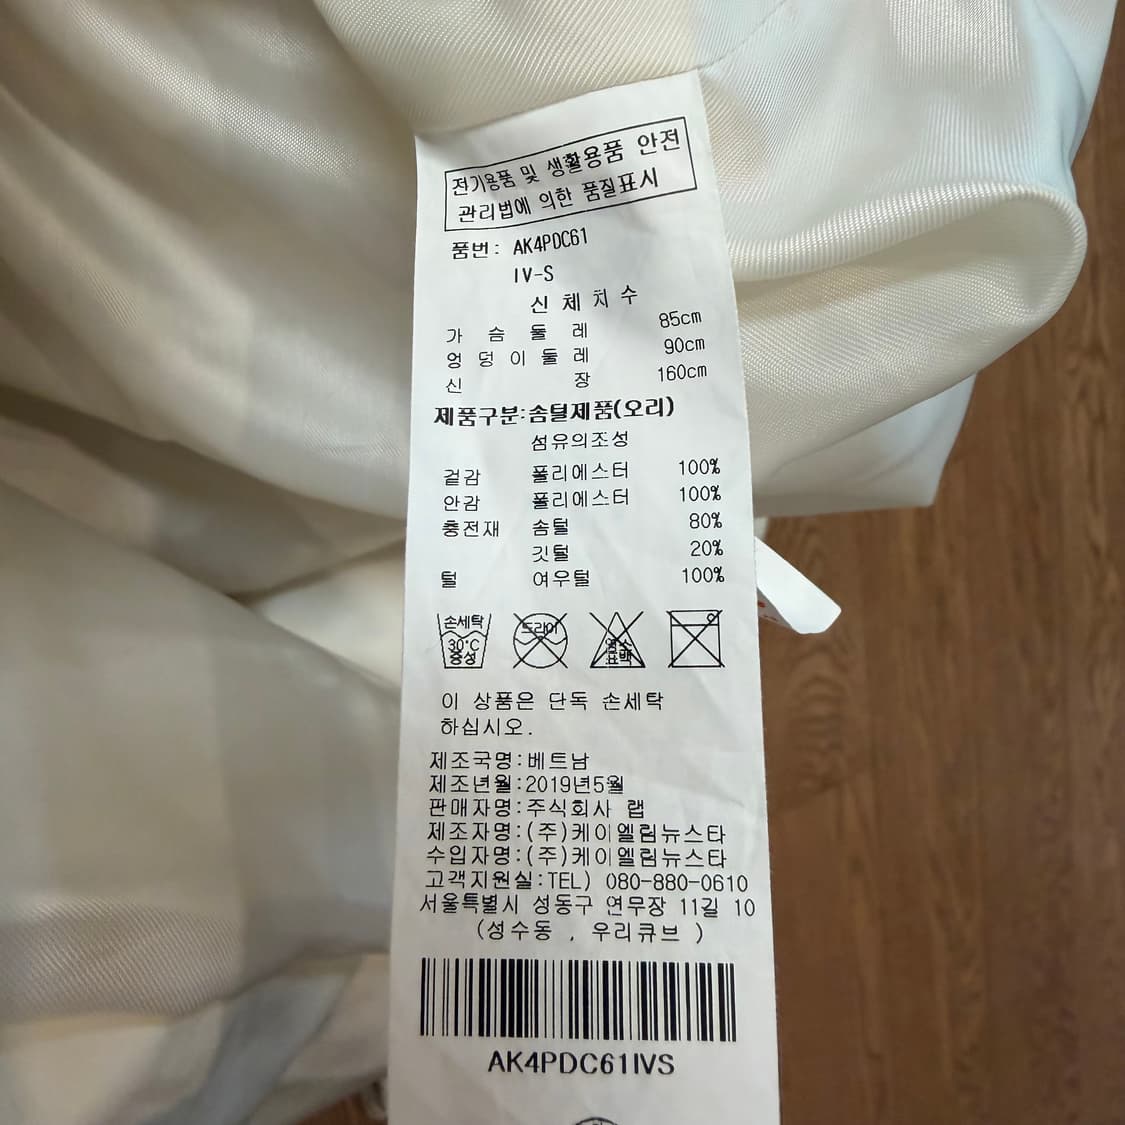 전기용품 및 생활용품 안전
관리법에 의한 품질표시
품번: AK4PDC61
IV-S
신 체 치 수
가 슴 둘 레 85cm
엉 덩 이 둘 레 90cm
신 장 160cm
제품구분:솜털제품(오리)
섬유의조성
겉감 폴리에스터 100%
안감 폴리에스터 100%
충전재 솜털 80%
깃털 20%
털 여우털 100%
손세탁 30°C 중성
드라이
염소 표백
이 상품은 단독 손세탁
하십시오.
제조국명:베트남
제조년월:2019년5월
판매자명:주식회사 랩
제조자명:(주)케이엘림뉴스타
수입자명:(주)케이엘림뉴스타
고객지원실:TEL) 080-880-0610
서울특별시 성동구 연무장 11길 10
(성수동 , 우리큐브 )
AK4PDC61IVS